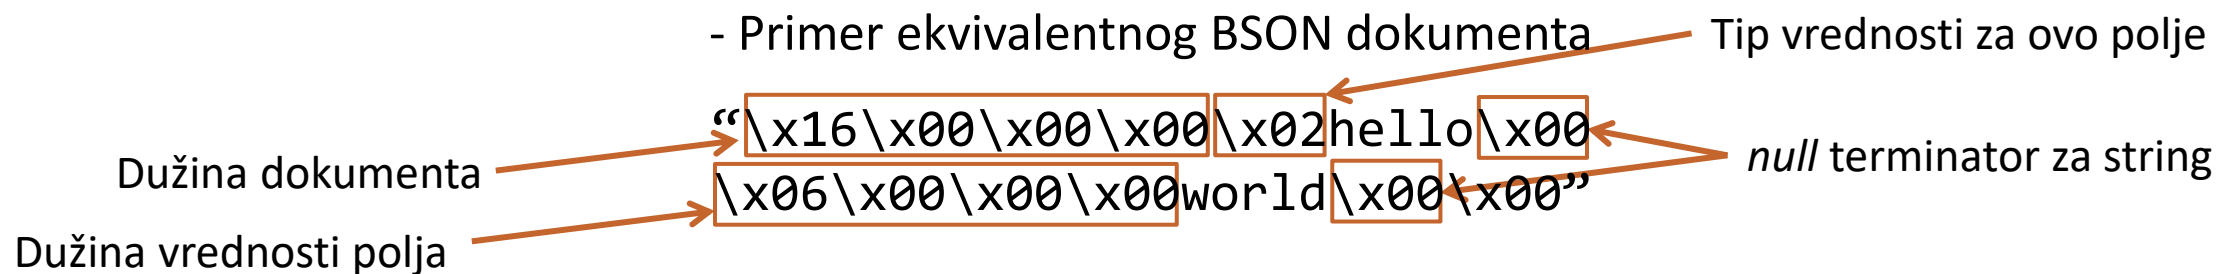 - Primer ekvivalentnog BSON dokumenta
Tip vrednosti za ovo polje
“\x16\x00\x00\x00\x02hello\x00
Dužina dokumenta
null terminator za string
\x06\x00\x00\x00world\x00\x00”
Dužina vrednosti polja